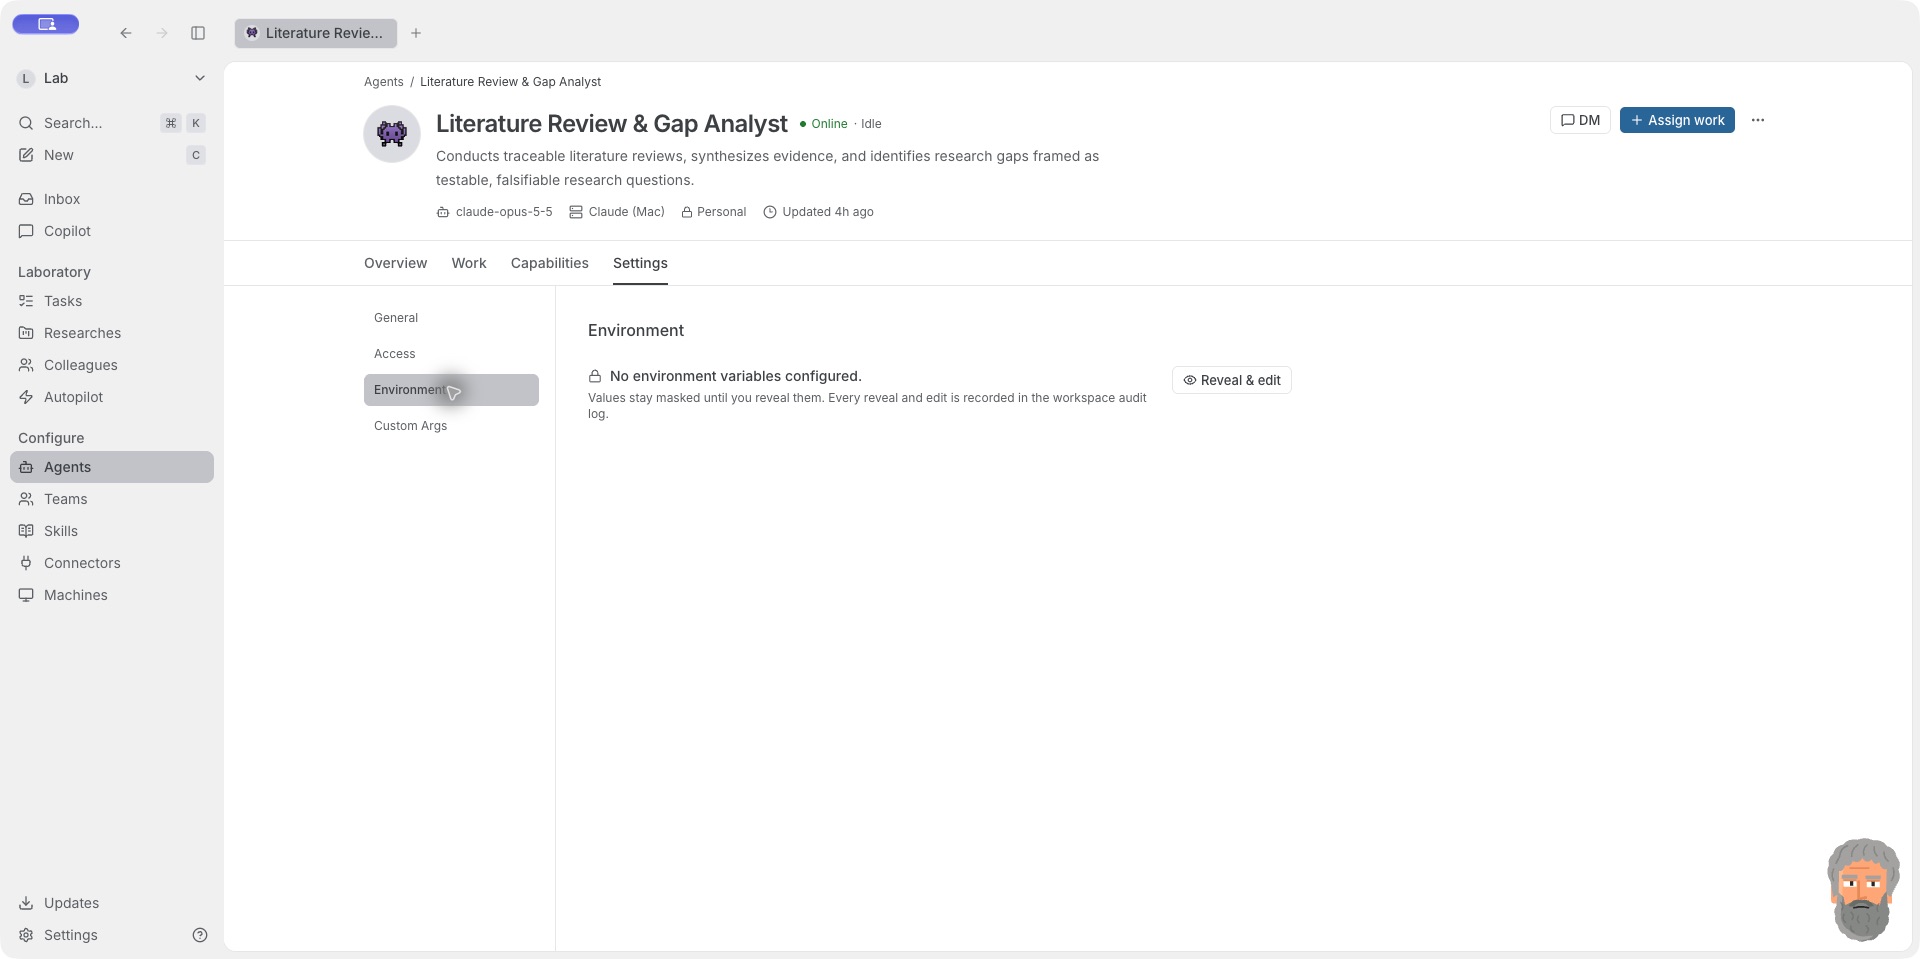 Literature Revie...
L Lab
Search... ⌘ K
New C
Inbox
Copilot
Laboratory
Tasks
Researches
Colleagues
Autopilot
Configure
Agents
Teams
Skills
Connectors
Machines
Updates
Settings
Agents / Literature Review & Gap Analyst
Literature Review & Gap Analyst
Online · Idle
DM
Assign work
Conducts traceable literature reviews, synthesizes evidence, and identifies research gaps framed as
testable, falsifiable research questions.
claude-opus-5-5 Claude (Mac) Personal Updated 4h ago
Overview Work Capabilities Settings
General
Access
Environment
Custom Args
Environment
No environment variables configured.
Values stay masked until you reveal them. Every reveal and edit is recorded in the workspace audit
log.
Reveal & edit